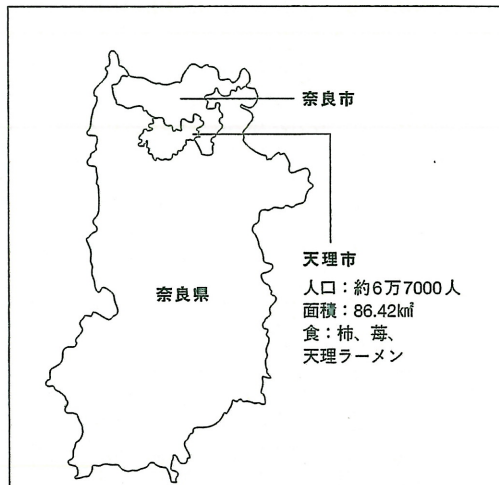 奈良市
天理市
人口：約6万7000人
面積：86.42㎢
食：柿、苺、
天理ラーメン
奈良県